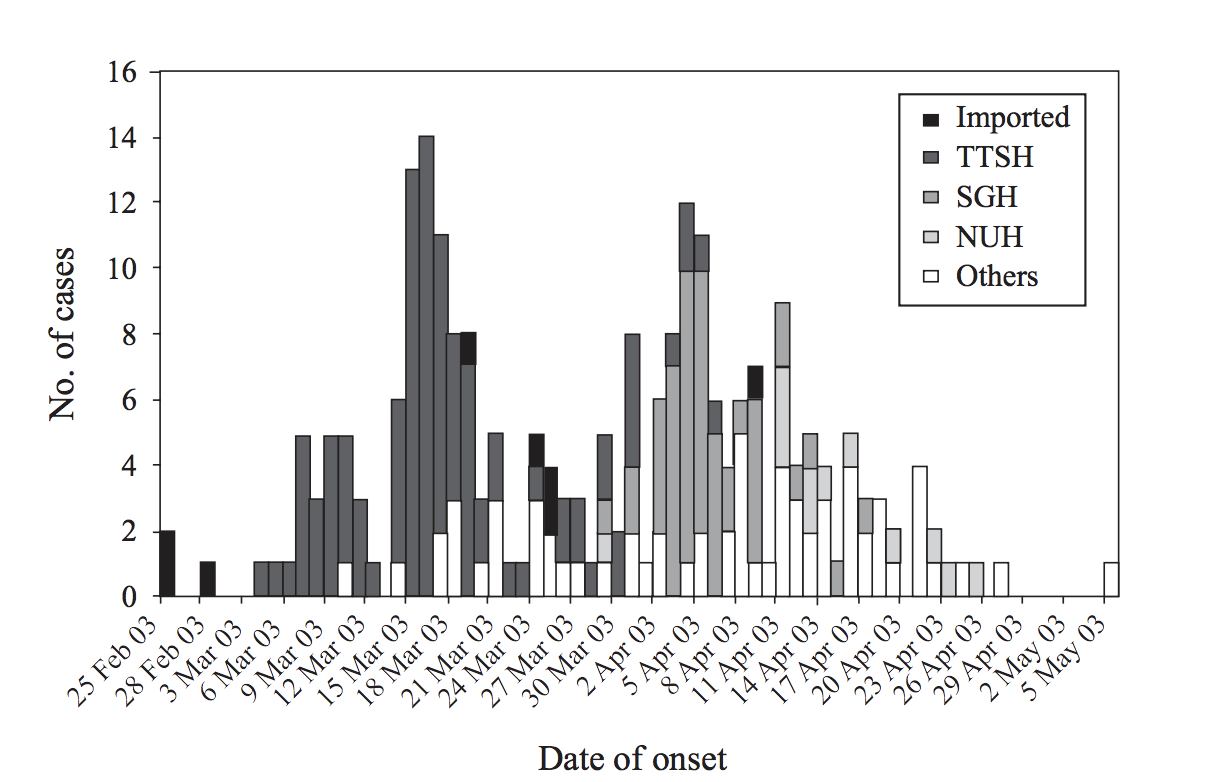 16
14
12
10
8
6
4
2
0
No. of cases
Imported
TTSH
SGH
NUH
Others
25 Feb 03
28 Feb 03
3 Mar 03
6 Mar 03
9 Mar 03
12 Mar 03
15 Mar 03
18 Mar 03
21 Mar 03
24 Mar 03
27 Mar 03
30 Mar 03
2 Apr 03
5 Apr 03
8 Apr 03
11 Apr 03
14 Apr 03
17 Apr 03
20 Apr 03
23 Apr 03
26 Apr 03
29 Apr 03
2 May 03
5 May 03
Date of onset